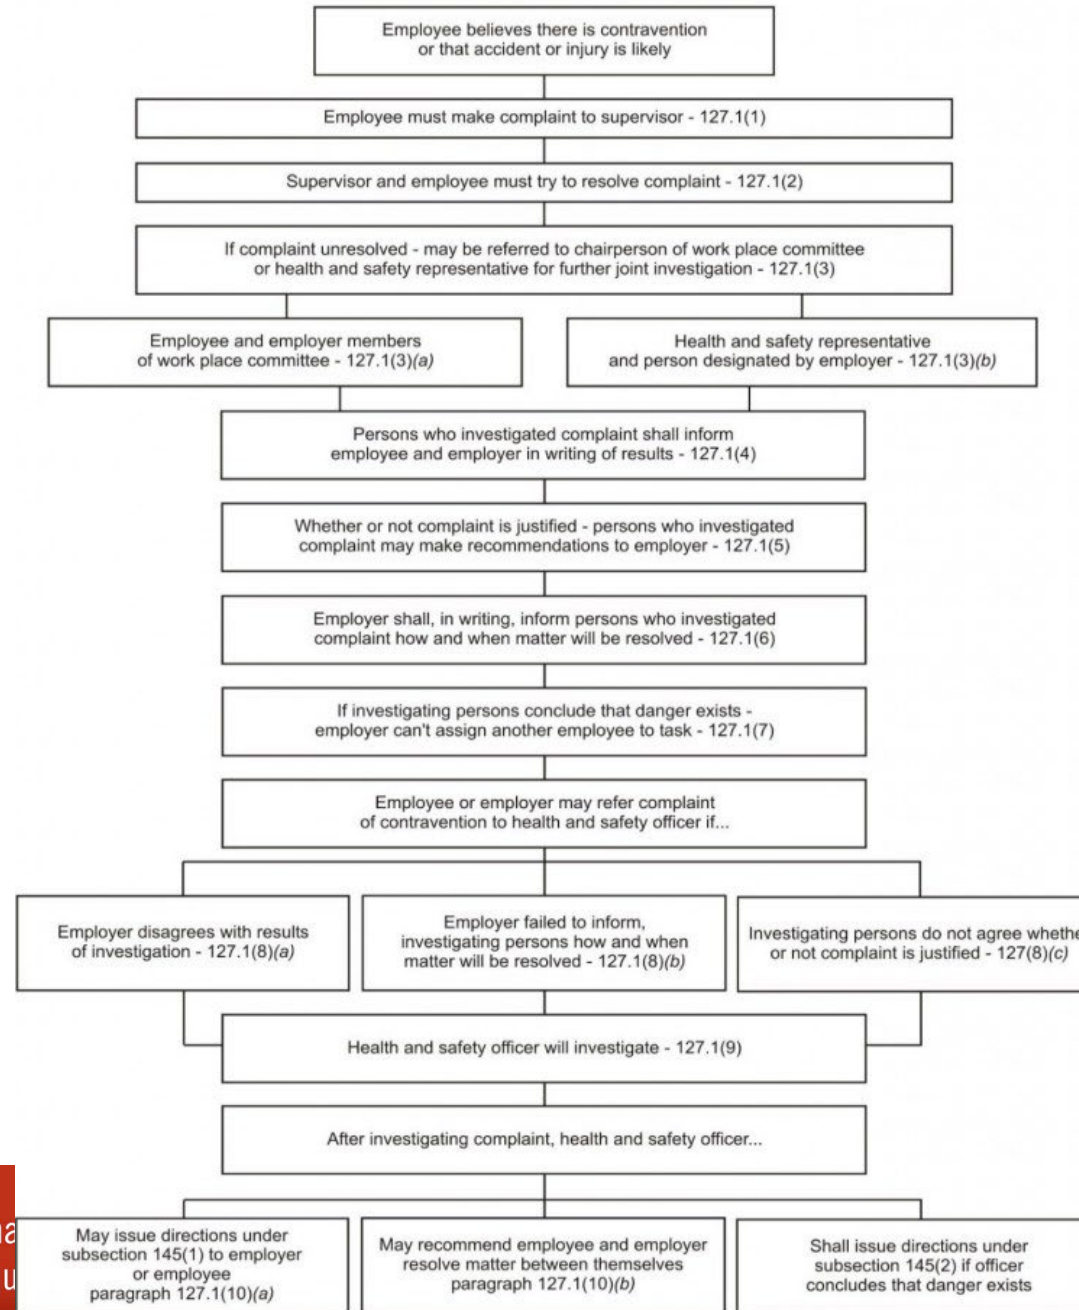 Employee believes there is contravention
or that accident or injury is likely
Employee must make complaint to supervisor - 127.1(1)
Supervisor and employee must try to resolve complaint - 127.1(2)
If complaint unresolved - may be referred to chairperson of work place committee
or health and safety representative for further joint investigation - 127.1(3)
Employee and employer members
of work place committee - 127.1(3)(a)
Health and safety representative
and person designated by employer - 127.1(3)(b)
Persons who investigated complaint shall inform
employee and employer in writing of results - 127.1(4)
Whether or not complaint is justified - persons who investigated
complaint may make recommendations to employer - 127.1(5)
Employer shall, in writing, inform persons who investigated
complaint how and when matter will be resolved - 127.1(6)
If investigating persons conclude that danger exists -
employer can't assign another employee to task - 127.1(7)
Employee or employer may refer complaint
of contravention to health and safety officer if...
Employer disagrees with results
of investigation - 127.1(8)(a)
Employer failed to inform,
investigating persons how and when
matter will be resolved - 127.1(8)(b)
Investigating persons do not agree whethe
or not complaint is justified - 127(8)(c)
Health and safety officer will investigate - 127.1(9)
After investigating complaint, health and safety officer...
May issue directions under
subsection 145(1) to employer
or employee
paragraph 127.1(10)(a)
May recommend employee and employer
resolve matter between themselves
paragraph 127.1(10)(b)
Shall issue directions under
subsection 145(2) if officer
concludes that danger exists